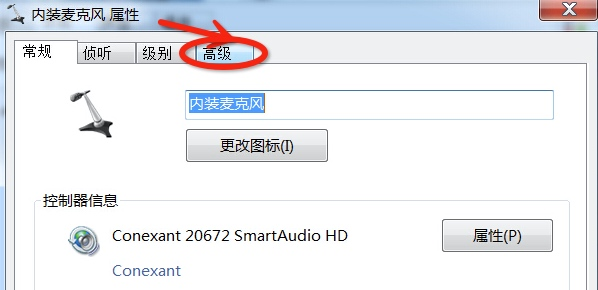 内装麦克风 属性
常规 侦听 级别 高级
内装麦克风
更改图标(I)
控制器信息
Conexant 20672 SmartAudio HD 属性(P)
Conexant